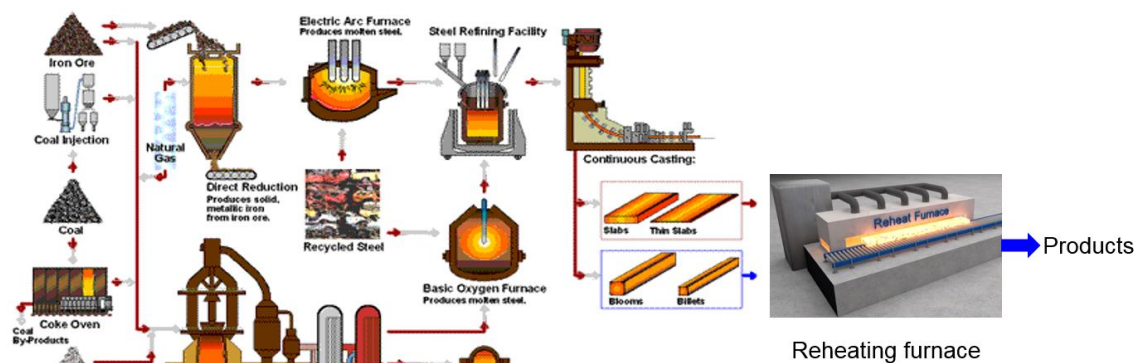 Iron Ore
Coal Injection
Coal
Coke Oven
Coal
By-Products
Natural
Gas
Direct Reduction
Produces solid,
metallic iron
from iron ore.
Electric Arc Furnace
Produces molten steel.
Recycled Steel
Steel Refining Facility
Basic Oxygen Furnace
Produces molten steel.
Continuous Casting:
Slabs
Thin Slabs
Blooms
Billets
Reheat Furnace
Products
Reheating furnace